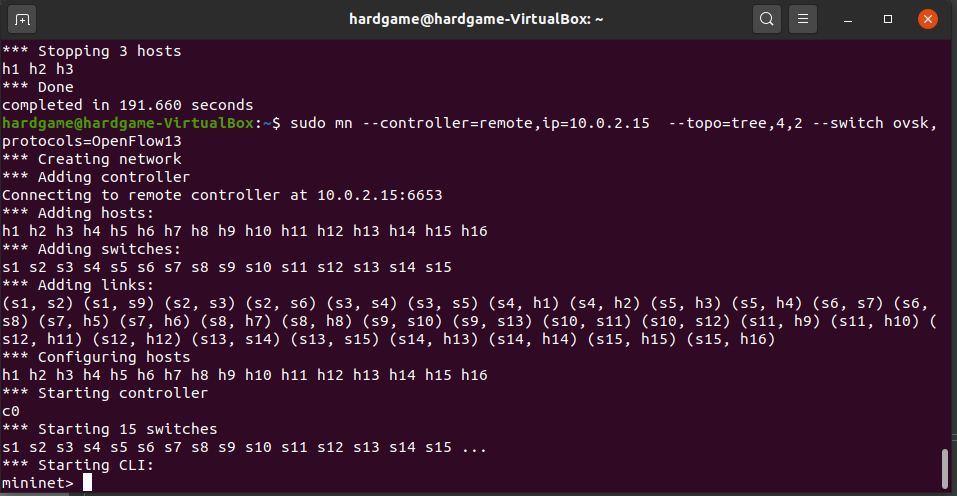 hardgame@hardgame-VirtualBox: ~
*** Stopping 3 hosts
h1 h2 h3
*** Done
completed in 191.660 seconds
hardgame@hardgame-VirtualBox:~$ sudo mn --controller=remote,ip=10.0.2.15  --topo=tree,4,2 --switch ovsk,
protocols=OpenFlow13
*** Creating network
*** Adding controller
Connecting to remote controller at 10.0.2.15:6653
*** Adding hosts:
h1 h2 h3 h4 h5 h6 h7 h8 h9 h10 h11 h12 h13 h14 h15 h16
*** Adding switches:
s1 s2 s3 s4 s5 s6 s7 s8 s9 s10 s11 s12 s13 s14 s15
*** Adding links:
(s1, s2) (s1, s9) (s2, s3) (s2, s6) (s3, s4) (s3, s5) (s4, h1) (s4, h2) (s5, h3) (s5, h4) (s6, s7) (s6,
s8) (s7, h5) (s7, h6) (s8, h7) (s8, h8) (s9, s10) (s9, s13) (s10, s11) (s10, s12) (s11, h9) (s11, h10) (
s12, h11) (s12, h12) (s13, s14) (s13, s15) (s14, h13) (s14, h14) (s15, h15) (s15, h16)
*** Configuring hosts
h1 h2 h3 h4 h5 h6 h7 h8 h9 h10 h11 h12 h13 h14 h15 h16
*** Starting controller
c0
*** Starting 15 switches
s1 s2 s3 s4 s5 s6 s7 s8 s9 s10 s11 s12 s13 s14 s15 ...
*** Starting CLI:
mininet>